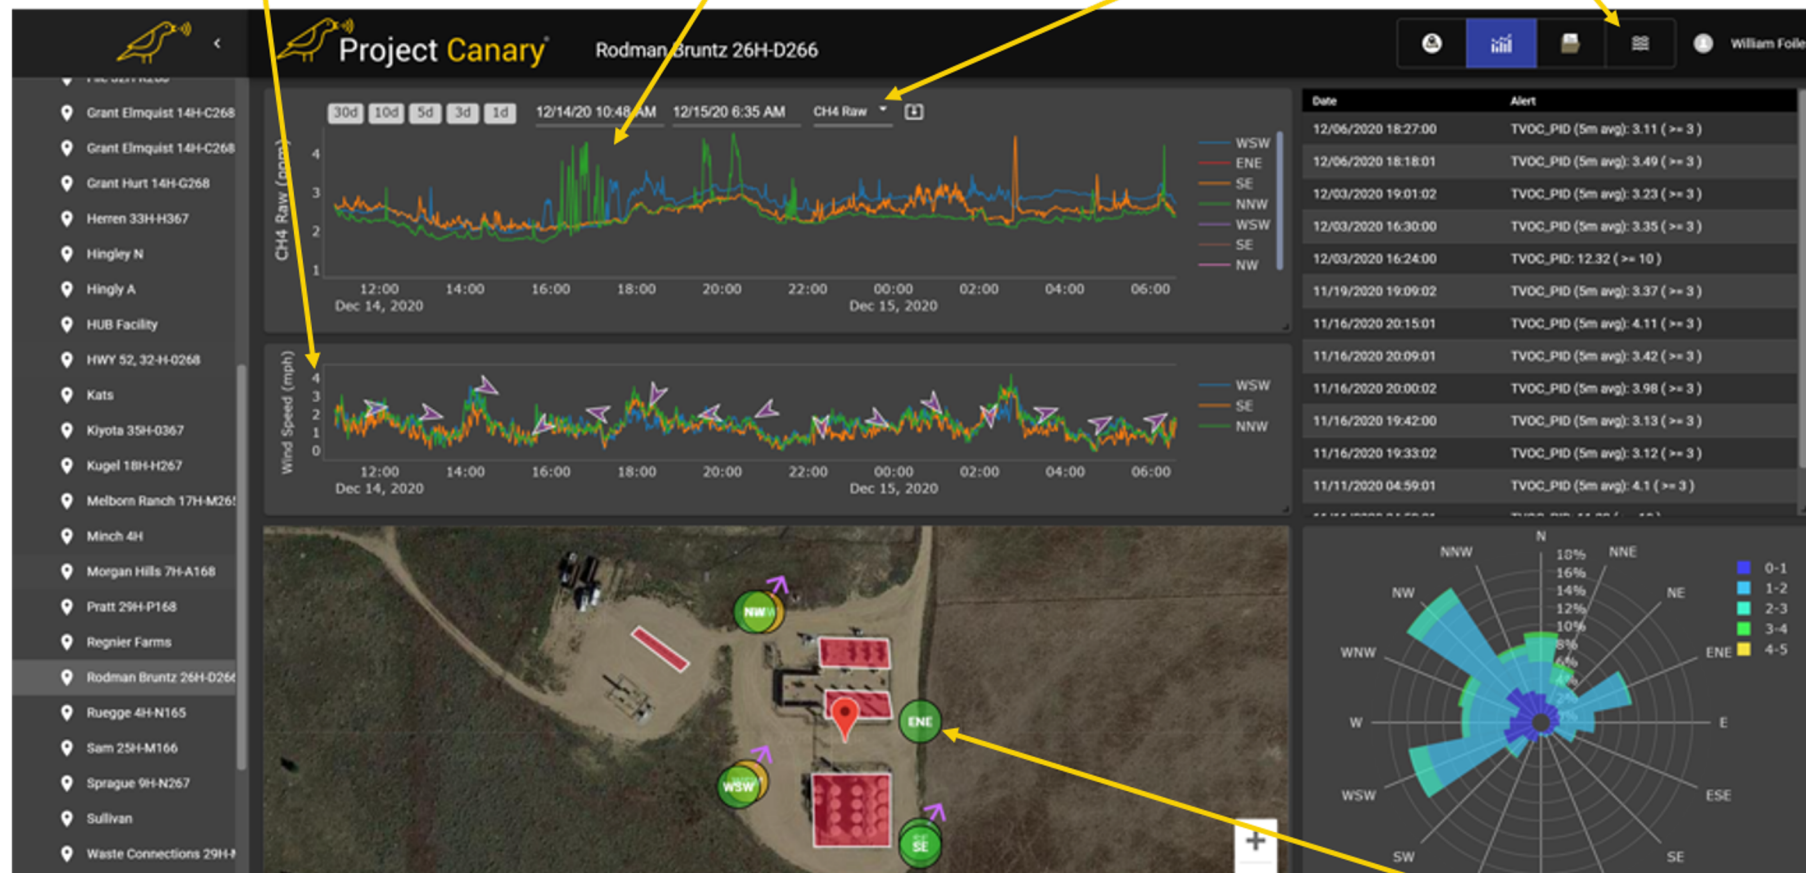 Project Canary
Rodman Bruntz 26H-D266
William Foile
Grant Elmquist 14H-C268
Grant Elmquist 14H-C268
Grant Hurt 14H-G268
Herren 33H-H367
Hingley N
Hingly A
HUB Facility
HWY 52, 32-H-0268
Kats
Kiyota 35H-0367
Kugel 18H-H267
Melborn Ranch 17H-M265
Minch 4H
Morgan Hills 7H-A168
Pratt 29H-P168
Regnier Farms
Rodman Bruntz 26H-D266
Ruegge 4H-N165
Sam 25H-M166
Sprague 9H-N267
Sullivan
Waste Connections 29H-
30d 10d 5d 3d 1d 12/14/20 10:48 AM 12/15/20 6:35 AM CH4 Raw
CH4 Raw (ppm)
4
3
2
1
12:00 14:00 16:00 18:00 20:00 22:00 00:00 02:00 04:00 06:00
Dec 14, 2020 Dec 15, 2020
WSW
ENE
SE
NNW
WSW
SE
NW
Wind Speed (mph)
4
3
2
1
0
12:00 14:00 16:00 18:00 20:00 22:00 00:00 02:00 04:00 06:00
Dec 14, 2020 Dec 15, 2020
WSW
SE
NNW
Date Alert
12/06/2020 18:27:00 TVOC_PID (5m avg): 3.11 ( >= 3 )
12/06/2020 18:18:01 TVOC_PID (5m avg): 3.49 ( >= 3 )
12/03/2020 19:01:02 TVOC_PID (5m avg): 3.23 ( >= 3 )
12/03/2020 16:30:00 TVOC_PID (5m avg): 3.35 ( >= 3 )
12/03/2020 16:24:00 TVOC_PID: 12.32 ( >= 10 )
11/19/2020 19:09:02 TVOC_PID (5m avg): 3.37 ( >= 3 )
11/16/2020 20:15:01 TVOC_PID (5m avg): 4.11 ( >= 3 )
11/16/2020 20:09:01 TVOC_PID (5m avg): 3.42 ( >= 3 )
11/16/2020 20:00:02 TVOC_PID (5m avg): 3.98 ( >= 3 )
11/16/2020 19:42:00 TVOC_PID (5m avg): 3.13 ( >= 3 )
11/16/2020 19:33:02 TVOC_PID (5m avg): 3.12 ( >= 3 )
11/11/2020 04:59:01 TVOC_PID (5m avg): 4.1 ( >= 3 )
NW
ENE
WSW
SE
+
N
NNW NNE
NW NE
WNW ENE
W E
WSW ESE
SW SE
18%
16%
14%
12%
10%
8%
6%
0-1
1-2
2-3
3-4
4-5